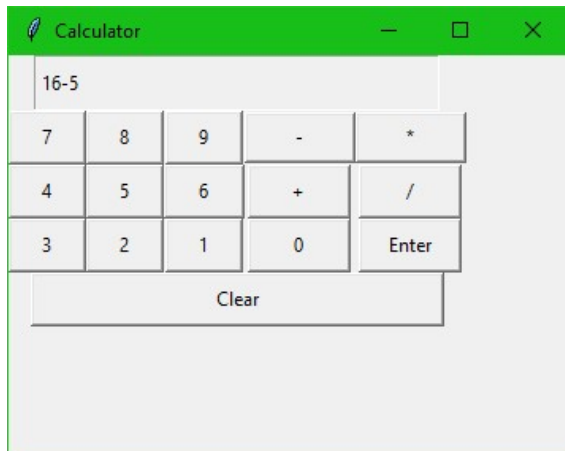 Calculator
16-5
7 8 9 - *
4 5 6 + /
3 2 1 0 Enter
Clear